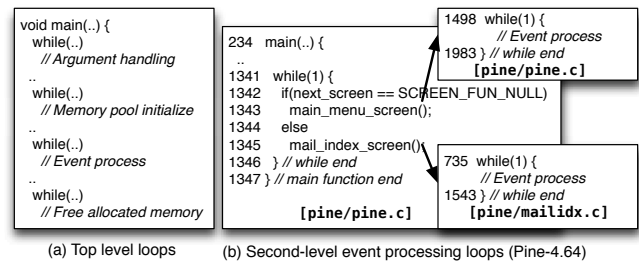 void main(..) {
while(..)
// Argument handling
..
while(..)
// Memory pool initialize
..
while(..)
// Event process
..
while(..)
// Free allocated memory
(a) Top level loops
234 main(..) {
..
1341 while(1) {
1342 if(next_screen == SCREEN_FUN_NULL)
1343 main_menu_screen();
1344 else
1345 mail_index_screen();
1346 } // while end
1347 } // main function end
[pine/pine.c]
1498 while(1) {
// Event process
1983 } // while end
[pine/pine.c]
735 while(1) {
// Event process
1543 } // while end
[pine/mailidx.c]
(b) Second-level event processing loops (Pine-4.64)